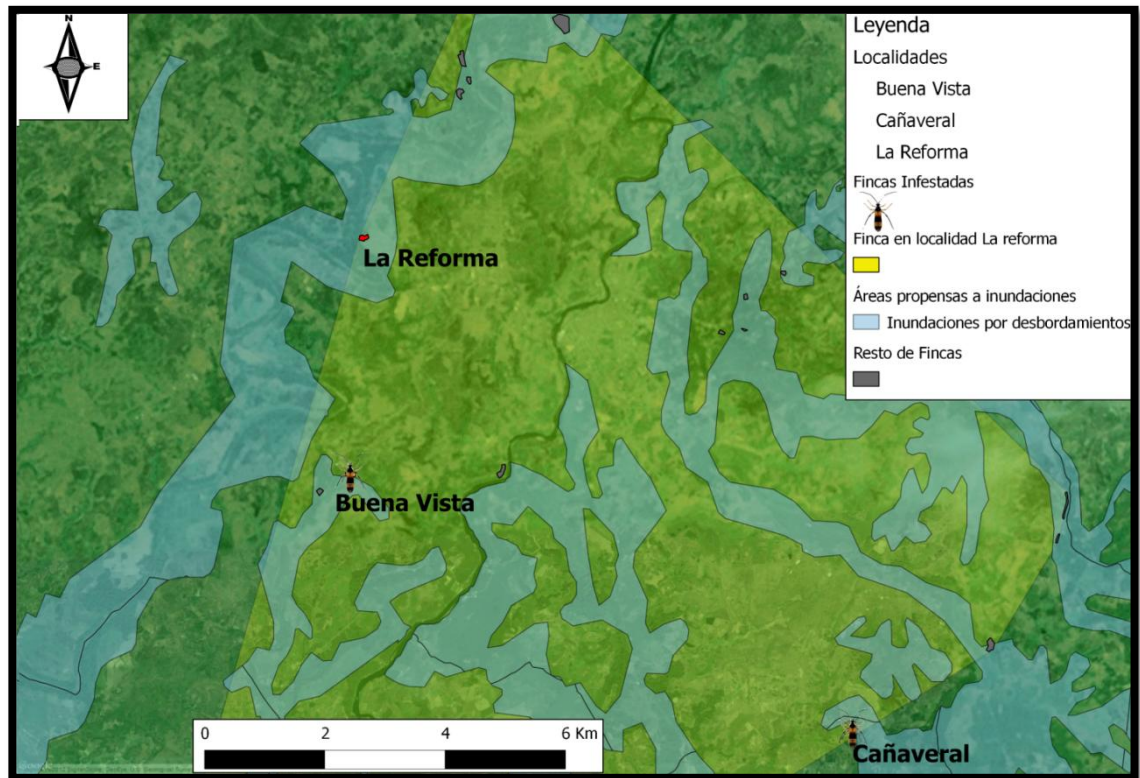 N
E
Leyenda
Localidades
Buena Vista
Cañaveral
La Reforma
Fincas Infestadas
Finca en localidad La reforma
Áreas propensas a inundaciones
Inundaciones por desbordamientos
Resto de Fincas
La Reforma
Buena Vista
Cañaveral
0 2 4 6 Km